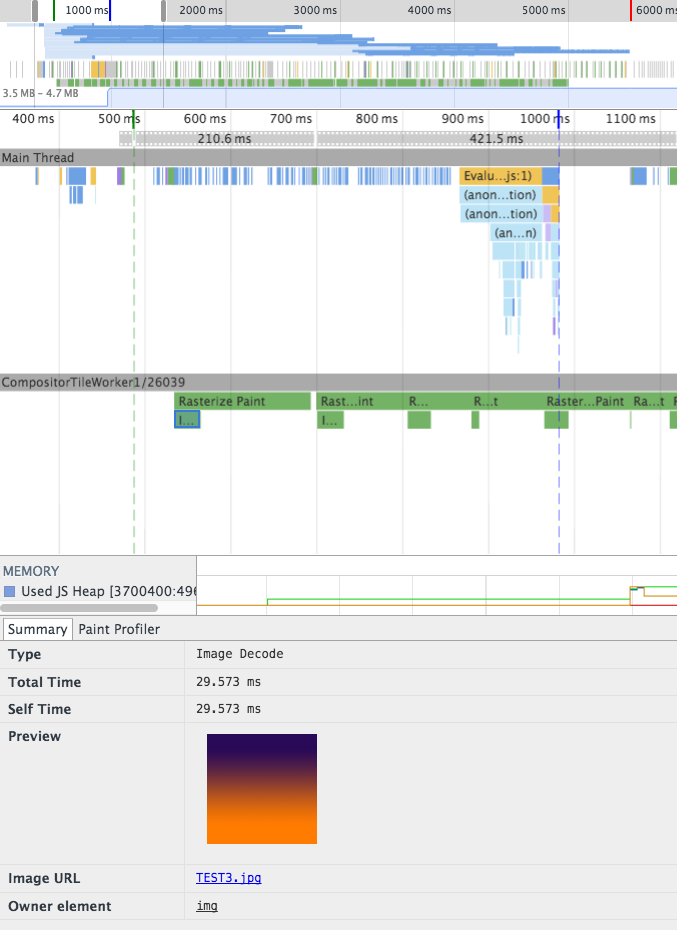 1000 ms 2000 ms 3000 ms 4000 ms 5000 ms 6000 ms
3.5 MB – 4.7 MB
400 ms 500 ms 600 ms 700 ms 800 ms 900 ms 1000 ms 1100 ms
210.6 ms 421.5 ms
Main Thread
Evalu…js:1)
(anon…tion)
(anon…tion)
(an…n)
CompositorTileWorker1/26039
Rasterize Paint Rast…int R… R…t Raster…Paint Ra…t
I… I…
MEMORY
Used JS Heap [3700400:496
Summary Paint Profiler
Type Image Decode
Total Time 29.573 ms
Self Time 29.573 ms
Preview
Image URL TEST3.jpg
Owner element img